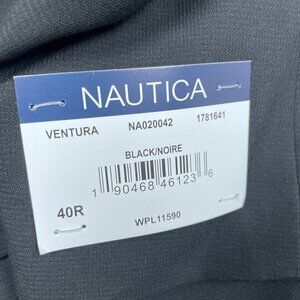 NAUTICA
VENTURA NA020042 1781641
BLACK/NOIRE
1 90468 46123 6
40R
WPL11590